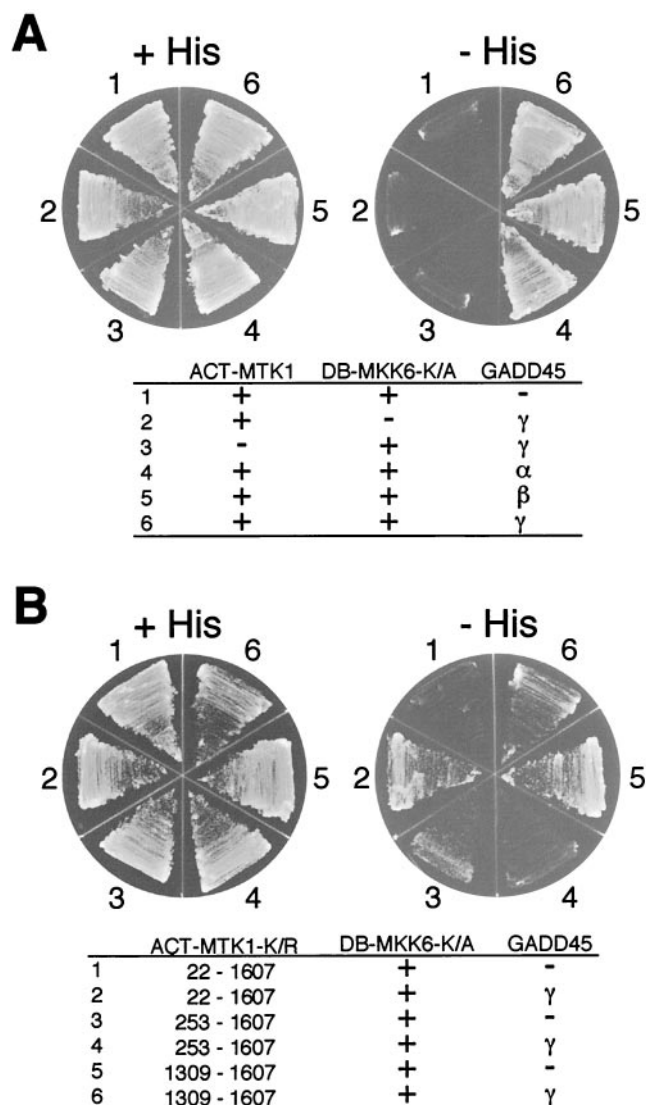 A
+ His
- His
1 6 1 6
2 5 2 5
3 4 3 4
ACT-MTK1 DB-MKK6-K/A GADD45
1 + + -
2 + - γ
3 - + γ
4 + + α
5 + + β
6 + + γ
B
+ His
- His
1 6 1 6
2 5 2 5
3 4 3 4
ACT-MTK1-K/R DB-MKK6-K/A GADD45
1 22 - 1607 + -
2 22 - 1607 + γ
3 253 - 1607 + -
4 253 - 1607 + γ
5 1309 - 1607 + -
6 1309 - 1607 + γ